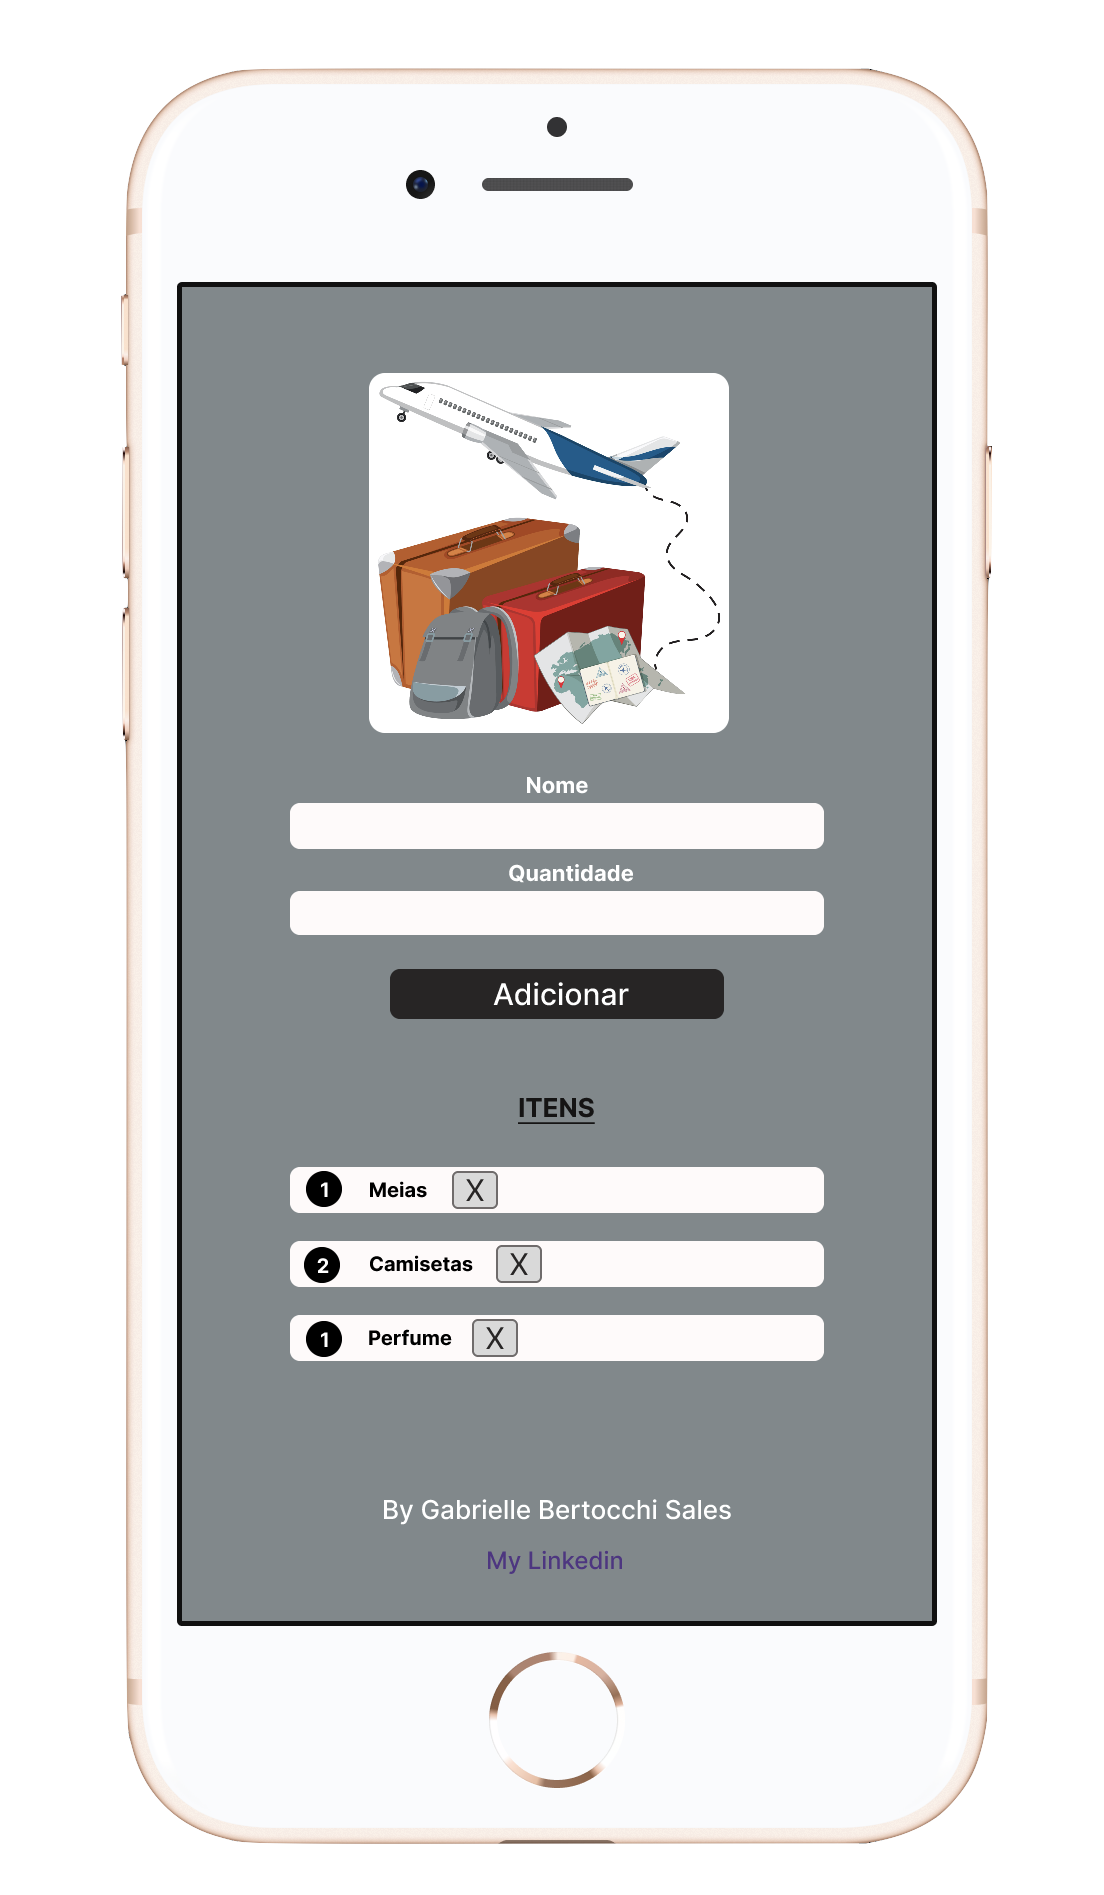 Nome
Quantidade
Adicionar
ITENS
1 Meias X
2 Camisetas X
1 Perfume X
By Gabrielle Bertocchi Sales
My Linkedin